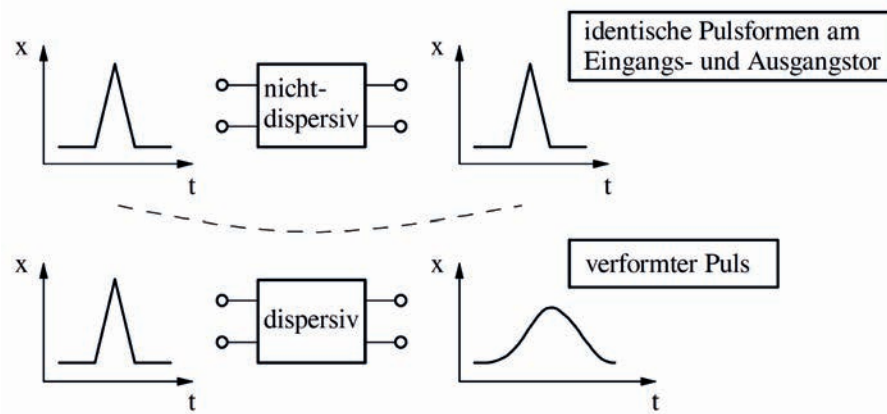 x
t
nicht-
dispersiv
x
t
identische Pulsformen am
Eingangs- und Ausgangstor
x
t
dispersiv
x
t
verformter Puls